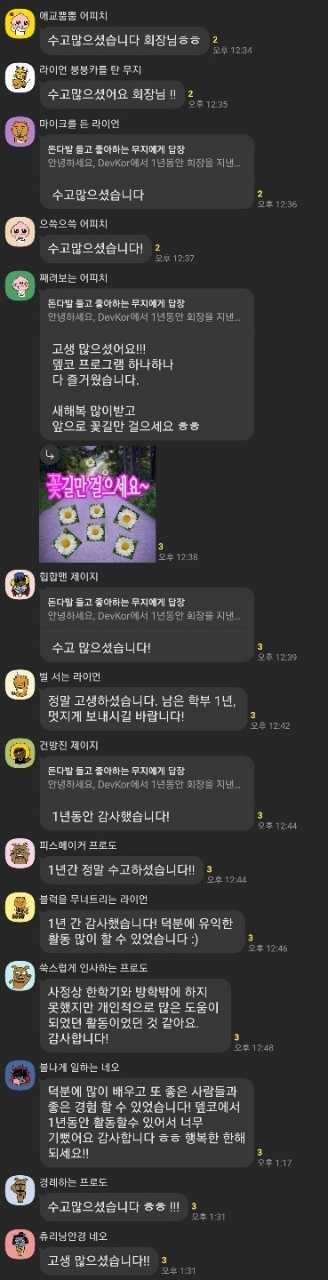 애교뿜뿜 어피치
수고많으셨습니다 회장님ㅎㅎ
2
오후 12:34
라이언 붕붕카를 탄 무지
수고많으셨어요 회장님 !!
2
오후 12:35
마이크를 든 라이언
돈다발 들고 좋아하는 무지에게 답장
안녕하세요, DevKor에서 1년동안 회장을 지낸...
수고많으셨습니다
2
오후 12:36
으쓱으쓱 어피치
수고많으셨습니다!
2
오후 12:37
째려보는 어피치
돈다발 들고 좋아하는 무지에게 답장
안녕하세요, DevKor에서 1년동안 회장을 지낸...
고생 많으셨어요!!!
뎊코 프로그램 하나하나
다 즐거웠습니다.
새해복 많이받고
앞으로 꽃길만 걸으세요 ㅎㅎ
꽃길만 걸으세요~
3
오후 12:38
힙합맨 제이지
돈다발 들고 좋아하는 무지에게 답장
안녕하세요, DevKor에서 1년동안 회장을 지낸...
수고 많으셨습니다!
3
오후 12:39
벌 서는 라이언
정말 고생하셨습니다. 남은 학부 1년,
멋지게 보내시길 바랍니다!
3
오후 12:42
건방진 제이지
돈다발 들고 좋아하는 무지에게 답장
안녕하세요, DevKor에서 1년동안 회장을 지낸...
1년동안 감사했습니다!
3
오후 12:44
피스메이커 프로도
1년간 정말 수고하셨습니다!!
3
오후 12:44
블럭을 무너트리는 라이언
1년 간 감사했습니다! 덕분에 유익한
활동 많이 할 수 있었습니다 :)
3
오후 12:46
쑥스럽게 인사하는 프로도
사정상 한학기와 방학밖에 하지
못했지만 개인적으로 많은 도움이
되었던 활동이었던 것 같아요.
감사합니다!
3
오후 12:48
불나게 일하는 네오
덕분에 많이 배우고 또 좋은 사람들과
좋은 경험 할 수 있었습니다! 뎊코에서
1년동안 활동할수 있어서 너무
기뻤어요 감사합니다 ㅎㅎ 행복한 한해
되세요!!
3
오후 1:17
경례하는 프로도
수고많으셨습니다 ㅎㅎ !!!
3
오후 1:31
츄리닝안경 네오
고생 많으셨습니다!!
3
오후 1:31